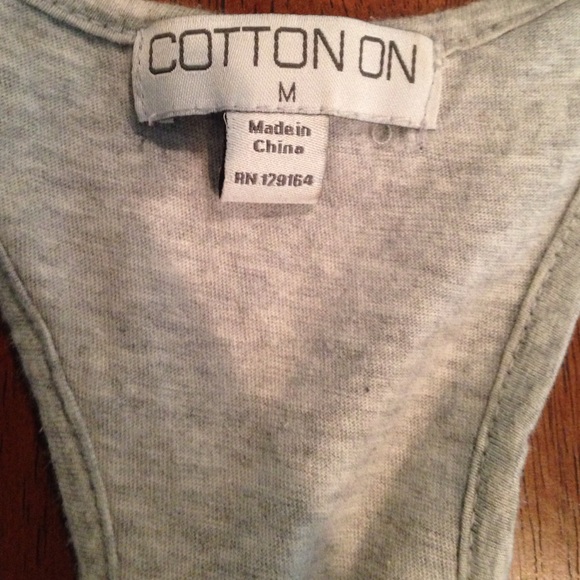 COTTON ON
M
Made in
China
RN 129164